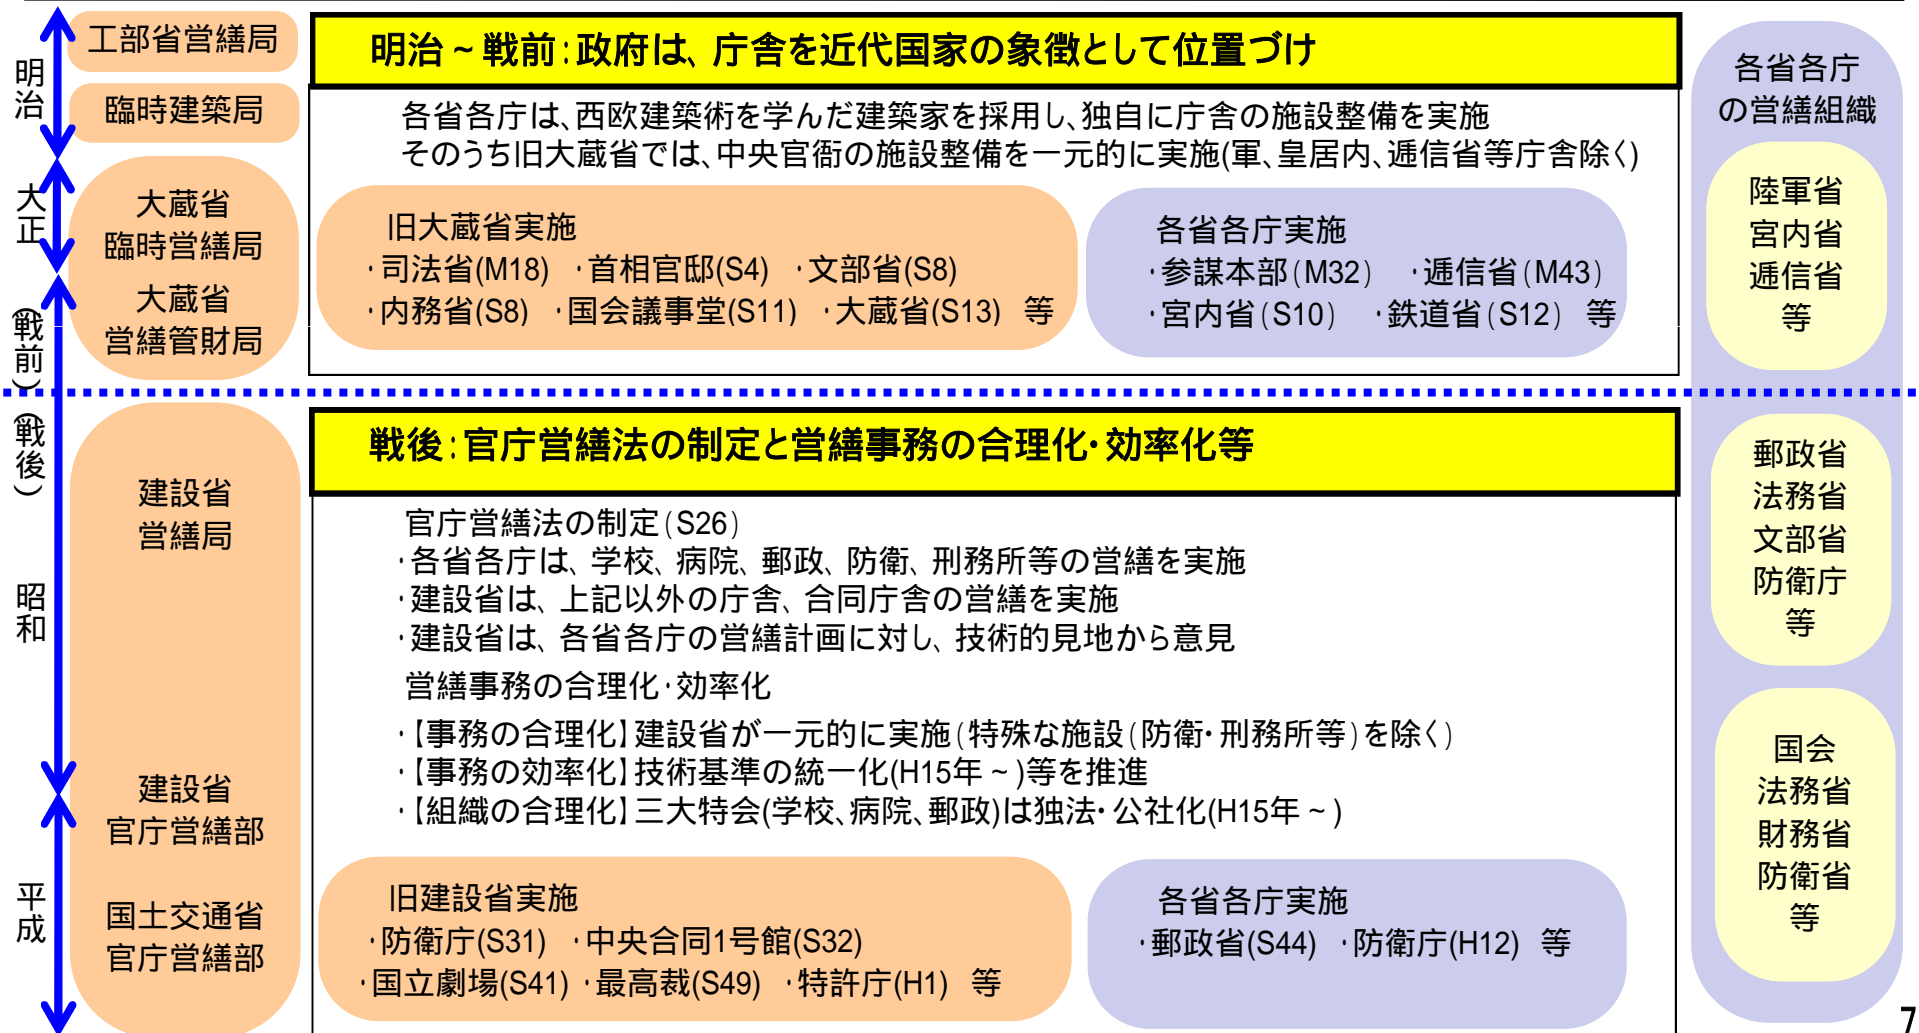 明治
大正
(戦前)
(戦後)
昭和
平成
工部省営繕局
臨時建築局
大蔵省
臨時営繕局
大蔵省
営繕管財局
建設省
営繕局
建設省
官庁営繕部
国土交通省
官庁営繕部
明治~戦前:政府は、庁舎を近代国家の象徴として位置づけ
各省各庁は、西欧建築術を学んだ建築家を採用し、独自に庁舎の施設整備を実施
そのうち旧大蔵省では、中央官衙の施設整備を一元的に実施(軍、皇居内、逓信省等庁舎除く)
旧大蔵省実施
・司法省(M18) ・首相官邸(S4) ・文部省(S8)
・内務省(S8) ・国会議事堂(S11) ・大蔵省(S13) 等
各省各庁実施
・参謀本部(M32) ・逓信省(M43)
・宮内省(S10) ・鉄道省(S12) 等
戦後:官庁営繕法の制定と営繕事務の合理化・効率化等
官庁営繕法の制定(S26)
・各省各庁は、学校、病院、郵政、防衛、刑務所等の営繕を実施
・建設省は、上記以外の庁舎、合同庁舎の営繕を実施
・建設省は、各省各庁の営繕計画に対し、技術的見地から意見
営繕事務の合理化・効率化
・【事務の合理化】建設省が一元的に実施(特殊な施設(防衛・刑務所等)を除く)
・【事務の効率化】技術基準の統一化(H15年~)等を推進
・【組織の合理化】三大特会(学校、病院、郵政)は独法・公社化(H15年~)
旧建設省実施
・防衛庁(S31) ・中央合同1号館(S32)
・国立劇場(S41) ・最高裁(S49) ・特許庁(H1) 等
各省各庁実施
・郵政省(S44) ・防衛庁(H12) 等
各省各庁
の営繕組織
陸軍省
宮内省
逓信省
等
郵政省
法務省
文部省
防衛庁
等
国会
法務省
財務省
防衛省
等
7